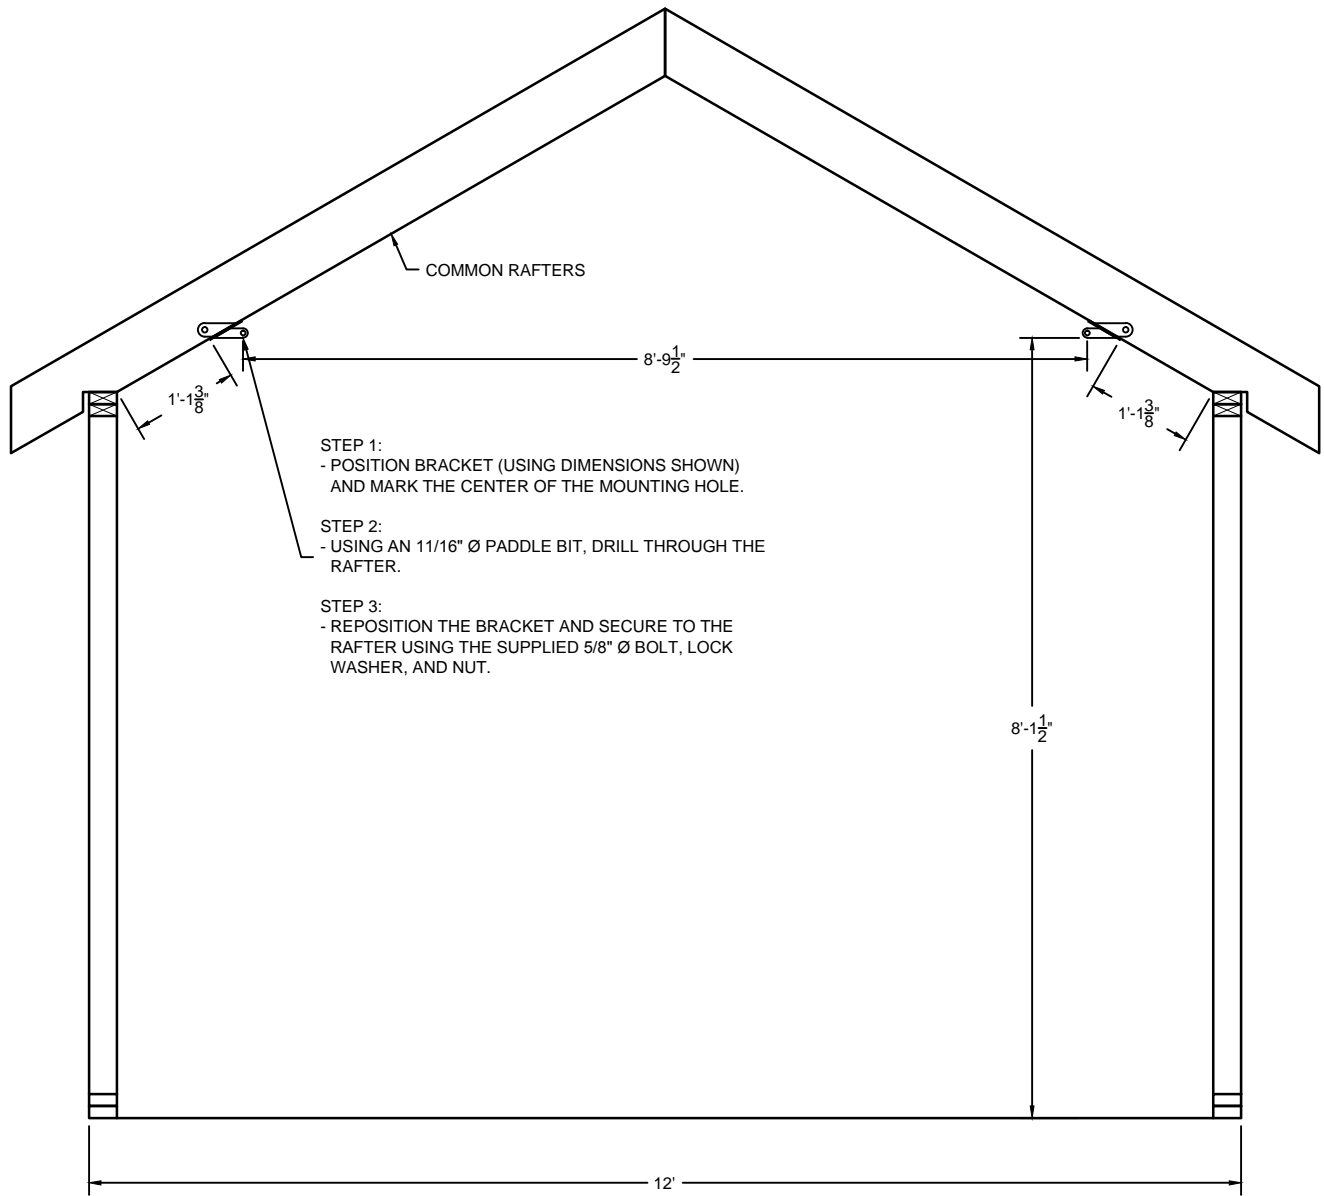 COMMON RAFTERS
8'-9 1/2"
1'-1 3/8"
1'-1 3/8"
STEP 1:
- POSITION BRACKET (USING DIMENSIONS SHOWN)
AND MARK THE CENTER OF THE MOUNTING HOLE.
STEP 2:
- USING AN 11/16" Ø PADDLE BIT, DRILL THROUGH THE
RAFTER.
STEP 3:
- REPOSITION THE BRACKET AND SECURE TO THE
RAFTER USING THE SUPPLIED 5/8" Ø BOLT, LOCK
WASHER, AND NUT.
8'-1 1/2"
12'